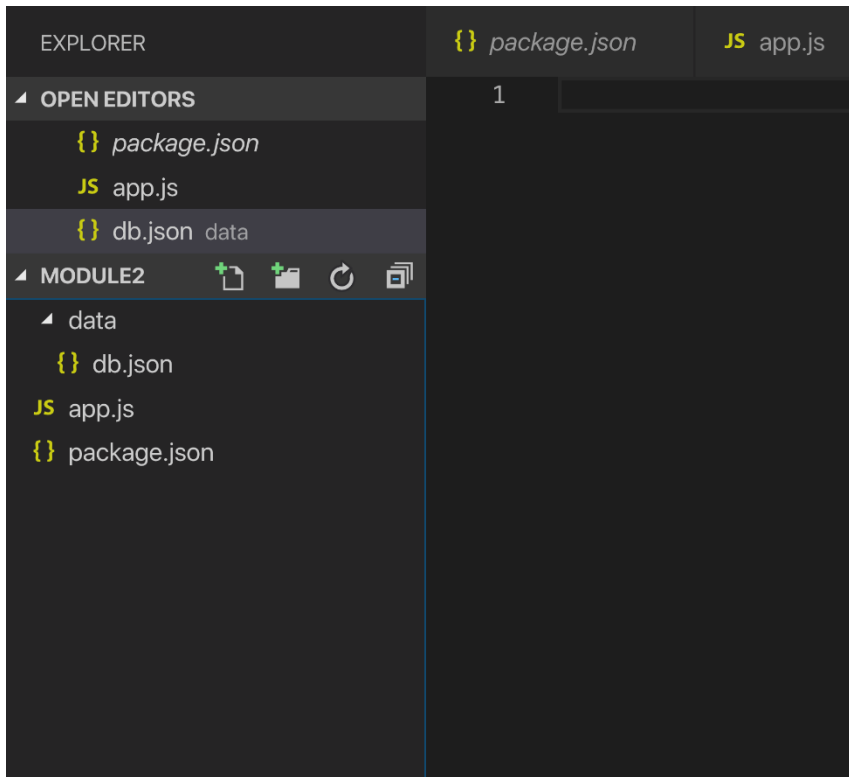 EXPLORER
OPEN EDITORS
{} package.json
JS app.js
{} db.json data
MODULE2
data
{} db.json
JS app.js
{} package.json
{} package.json JS app.js
1